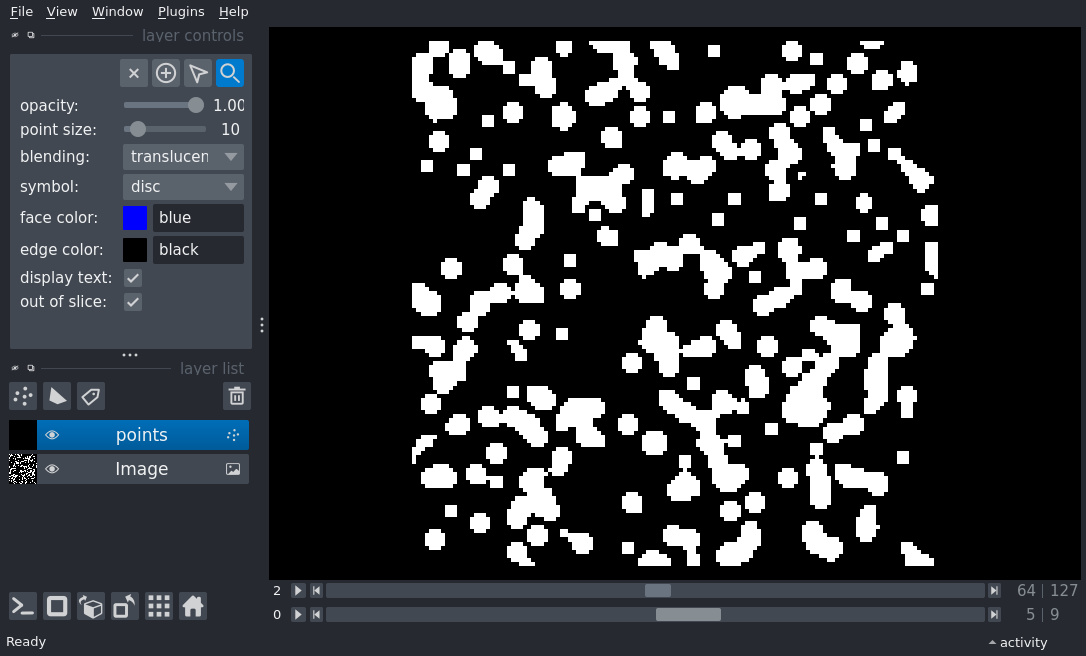 File View Window Plugins Help
layer controls
opacity: 1.00
point size: 10
blending: translucen
symbol: disc
face color: blue
edge color: black
display text:
out of slice:
layer list
points
Image
2 64 | 127
0 5 | 9
Ready activity